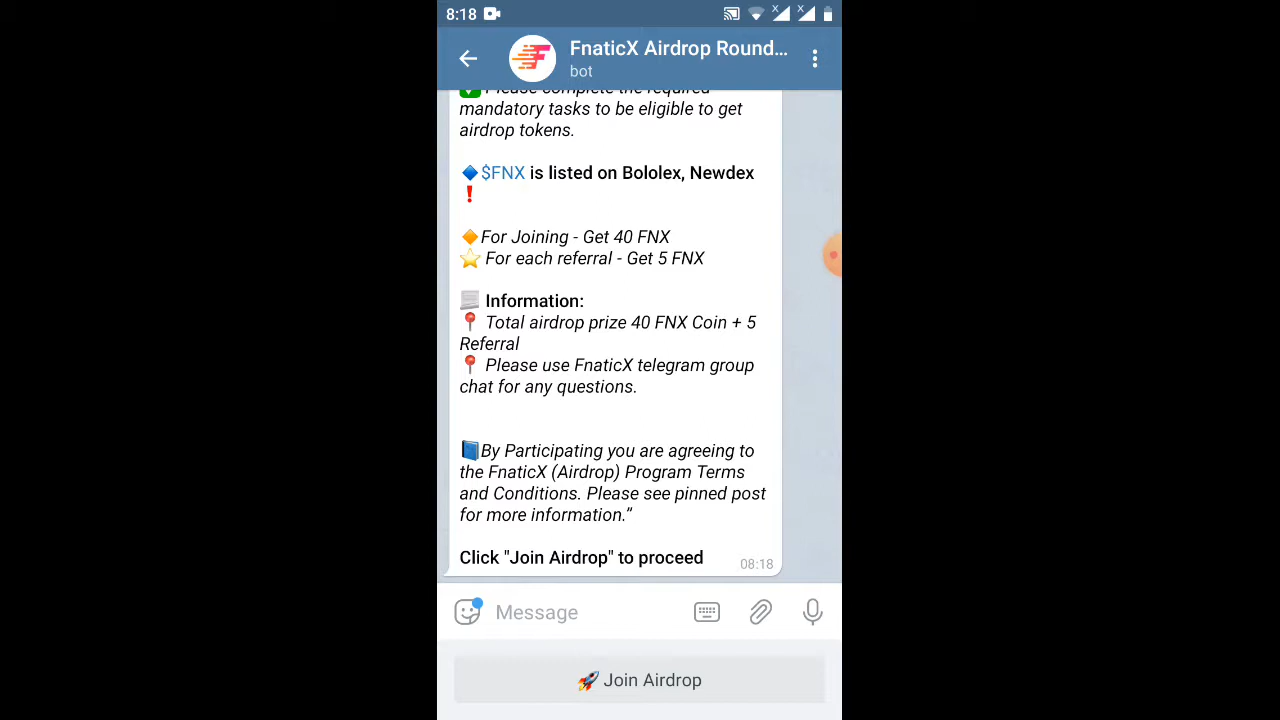 8:18
FnaticX Airdrop Round...
bot
Please complete the required
mandatory tasks to be eligible to get
airdrop tokens.
$FNX is listed on Bololex, Newdex
❗
For Joining - Get 40 FNX
For each referral - Get 5 FNX
Information:
Total airdrop prize 40 FNX Coin + 5
Referral
Please use FnaticX telegram group
chat for any questions.
By Participating you are agreeing to
the FnaticX (Airdrop) Program Terms
and Conditions. Please see pinned post
for more information.”
Click "Join Airdrop" to proceed
08:18
Message
Join Airdrop